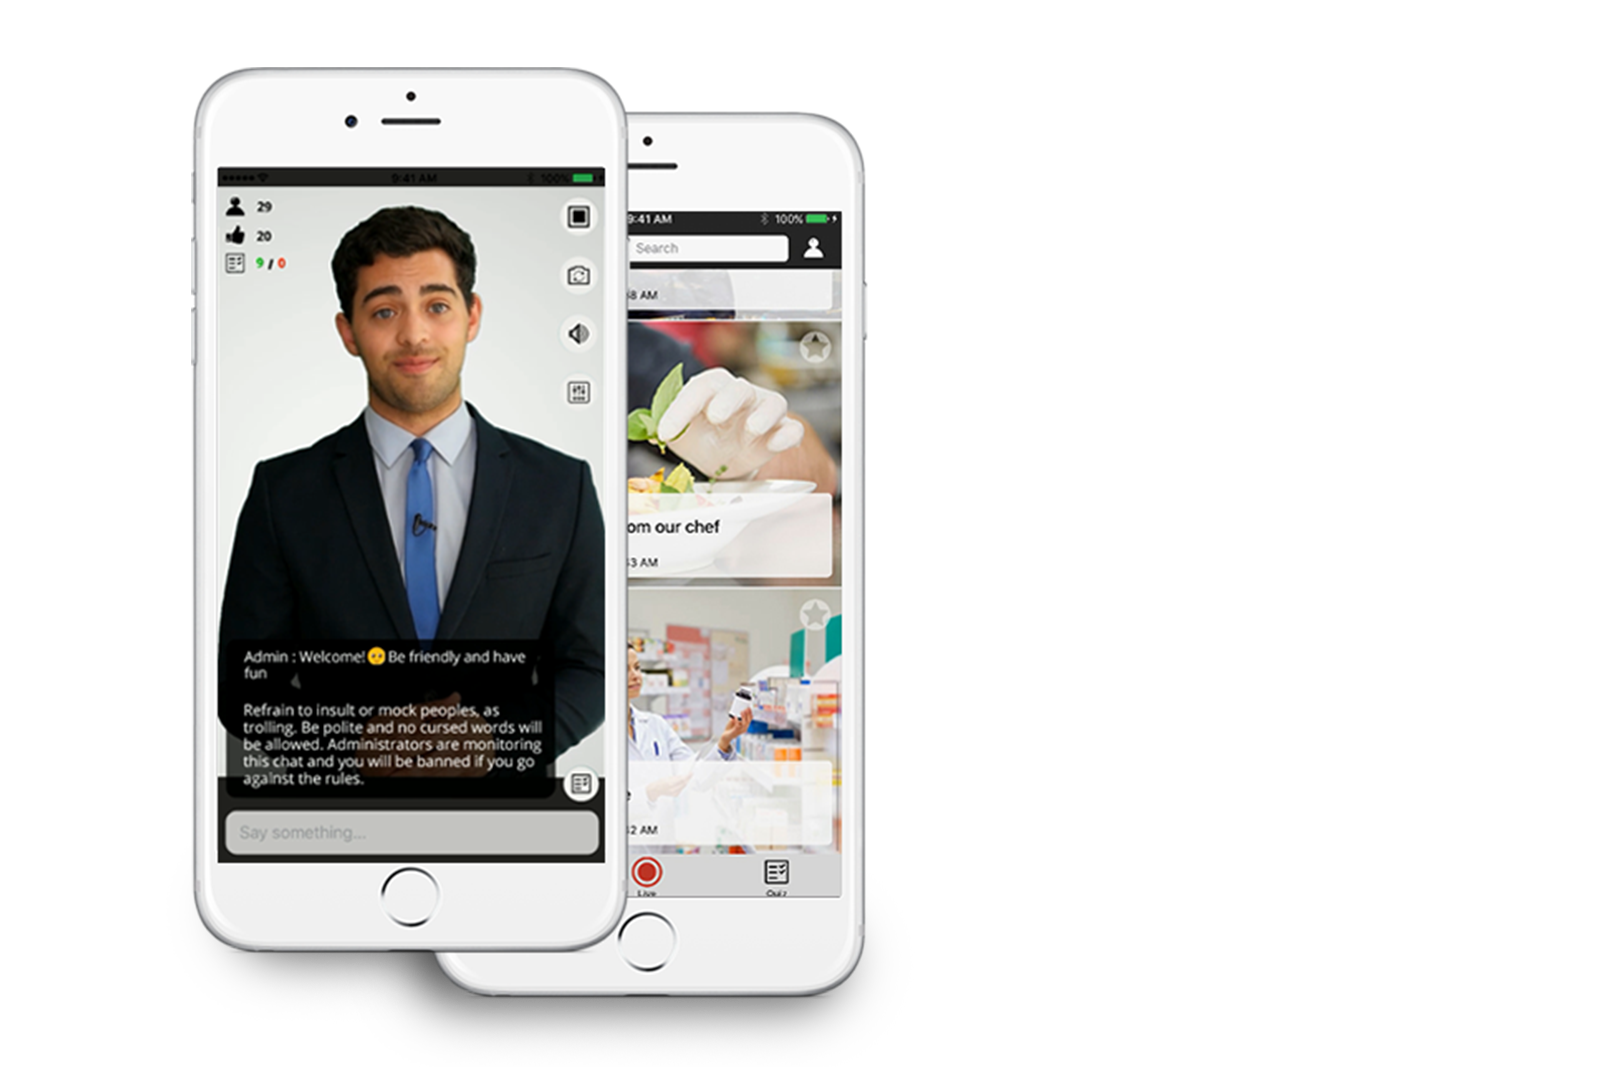 9:41 AM
100%
29
20
9 / 0
Admin : Welcome! Be friendly and have
fun
Refrain to insult or mock peoples, as
trolling. Be polite and no cursed words will
be allowed. Administrators are monitoring
this chat and you will be banned if you go
against the rules.
Say something...
9:41 AM
100%
Search
8 AM
om our chef
3 AM
2 AM
Live
Quiz